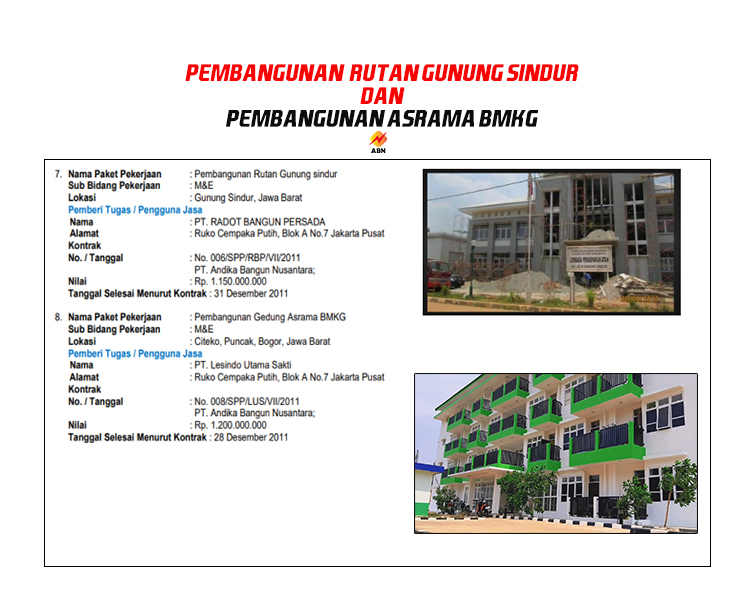 PEMBANGUNAN RUTAN GUNUNG SINDUR
DAN
PEMBANGUNAN ASRAMA BMKG
ABN
7. Nama Paket Pekerjaan : Pembangunan Rutan Gunung sindur
Sub Bidang Pekerjaan : M&E
Lokasi : Gunung Sindur, Jawa Barat
Pemberi Tugas / Pengguna Jasa
Nama : PT. RADOT BANGUN PERSADA
Alamat : Ruko Cempaka Putih, Blok A No.7 Jakarta Pusat
Kontrak
No. / Tanggal : No. 006/SPP/RBP/VII/2011
PT. Andika Bangun Nusantara;
Nilai : Rp. 1.150.000.000
Tanggal Selesai Menurut Kontrak : 31 Desember 2011
8. Nama Paket Pekerjaan : Pembangunan Gedung Asrama BMKG
Sub Bidang Pekerjaan : M&E
Lokasi : Citeko, Puncak, Bogor, Jawa Barat
Pemberi Tugas / Pengguna Jasa
Nama : PT. Lesindo Utama Sakti
Alamat : Ruko Cempaka Putih, Blok A No.7 Jakarta Pusat
Kontrak
No. / Tanggal : No. 008/SPP/LUS/VII/2011
PT. Andika Bangun Nusantara;
Nilai : Rp. 1.200.000.000
Tanggal Selesai Menurut Kontrak : 28 Desember 2011
LEMBAGA PEMASYARAKATAN